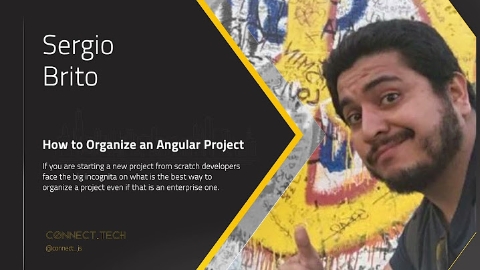 Sergio
Brito
How to Organize an Angular Project
If you are starting a new project from scratch developers
face the big incognita on what is the best way to
organize a project even if that is an enterprise one.
CONNECT.TECH